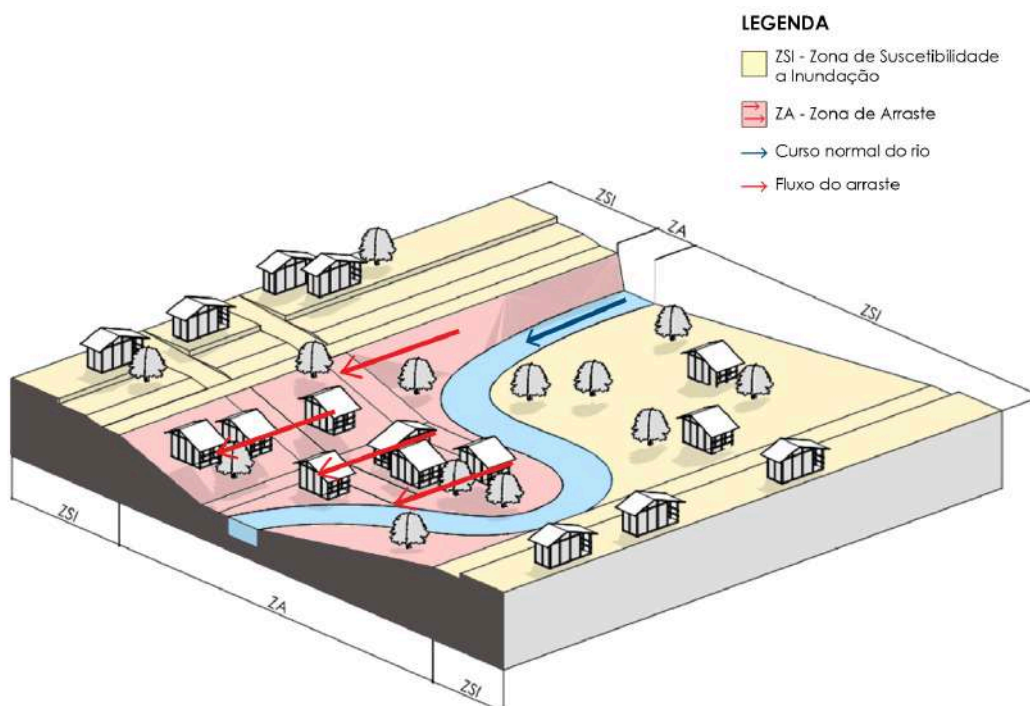 LEGENDA
ZSI - Zona de Suscetibilidade
a Inundação
ZA - Zona de Arraste
Curso normal do rio
Fluxo do arraste
ZSI
ZA
ZSI
ZSI
ZA
ZSI